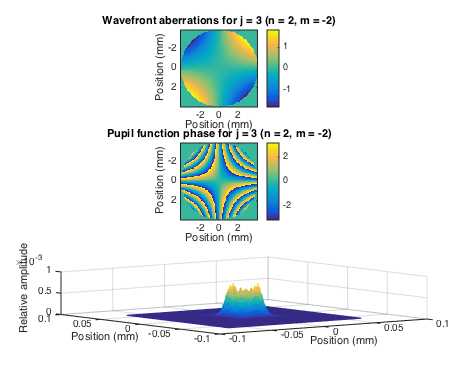 Wavefront aberrations for j = 3 (n = 2, m = -2)
Position (mm)
-2
0
2
-2 0 2
Position (mm)
1
0
-1
Pupil function phase for j = 3 (n = 2, m = -2)
Position (mm)
-2
0
2
-2 0 2
Position (mm)
2
0
-2
Relative amplitude
-3
1
0.5
0
0.1 0.05 0 -0.05 -0.1
Position (mm)
-0.1 -0.05 0 0.05 0.1
Position (mm)